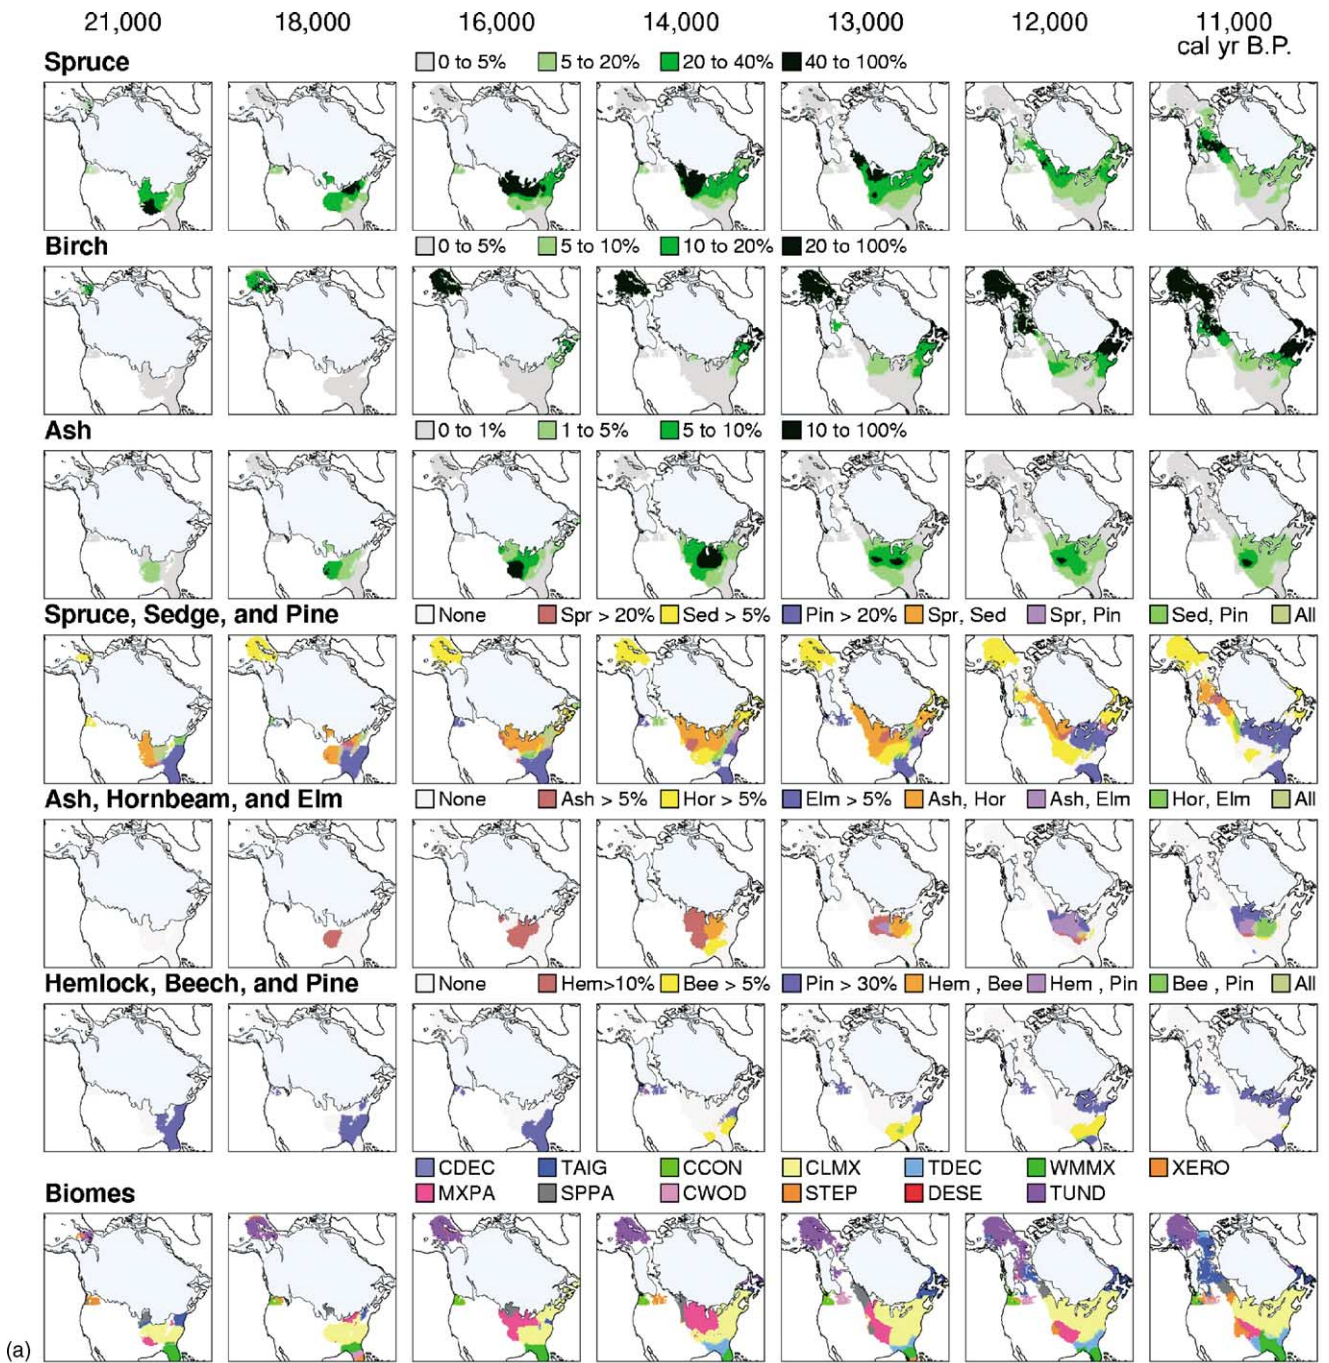 21,000 18,000 16,000 14,000 13,000 12,000 11,000
cal yr B.P.
Spruce 0 to 5% 5 to 20% 20 to 40% 40 to 100%
Birch 0 to 5% 5 to 10% 10 to 20% 20 to 100%
Ash 0 to 1% 1 to 5% 5 to 10% 10 to 100%
Spruce, Sedge, and Pine None Spr > 20% Sed > 5% Pin > 20% Spr, Sed Spr, Pin Sed, Pin All
Ash, Hornbeam, and Elm None Ash > 5% Hor > 5% Elm > 5% Ash, Hor Ash, Elm Hor, Elm All
Hemlock, Beech, and Pine None Hem>10% Bee > 5% Pin > 30% Hem , Bee Hem , Pin Bee , Pin All
CDEC TAIG CCON CLMX TDEC WMMX XERO
Biomes MXPA SPPA CWOD STEP DESE TUND
(a)